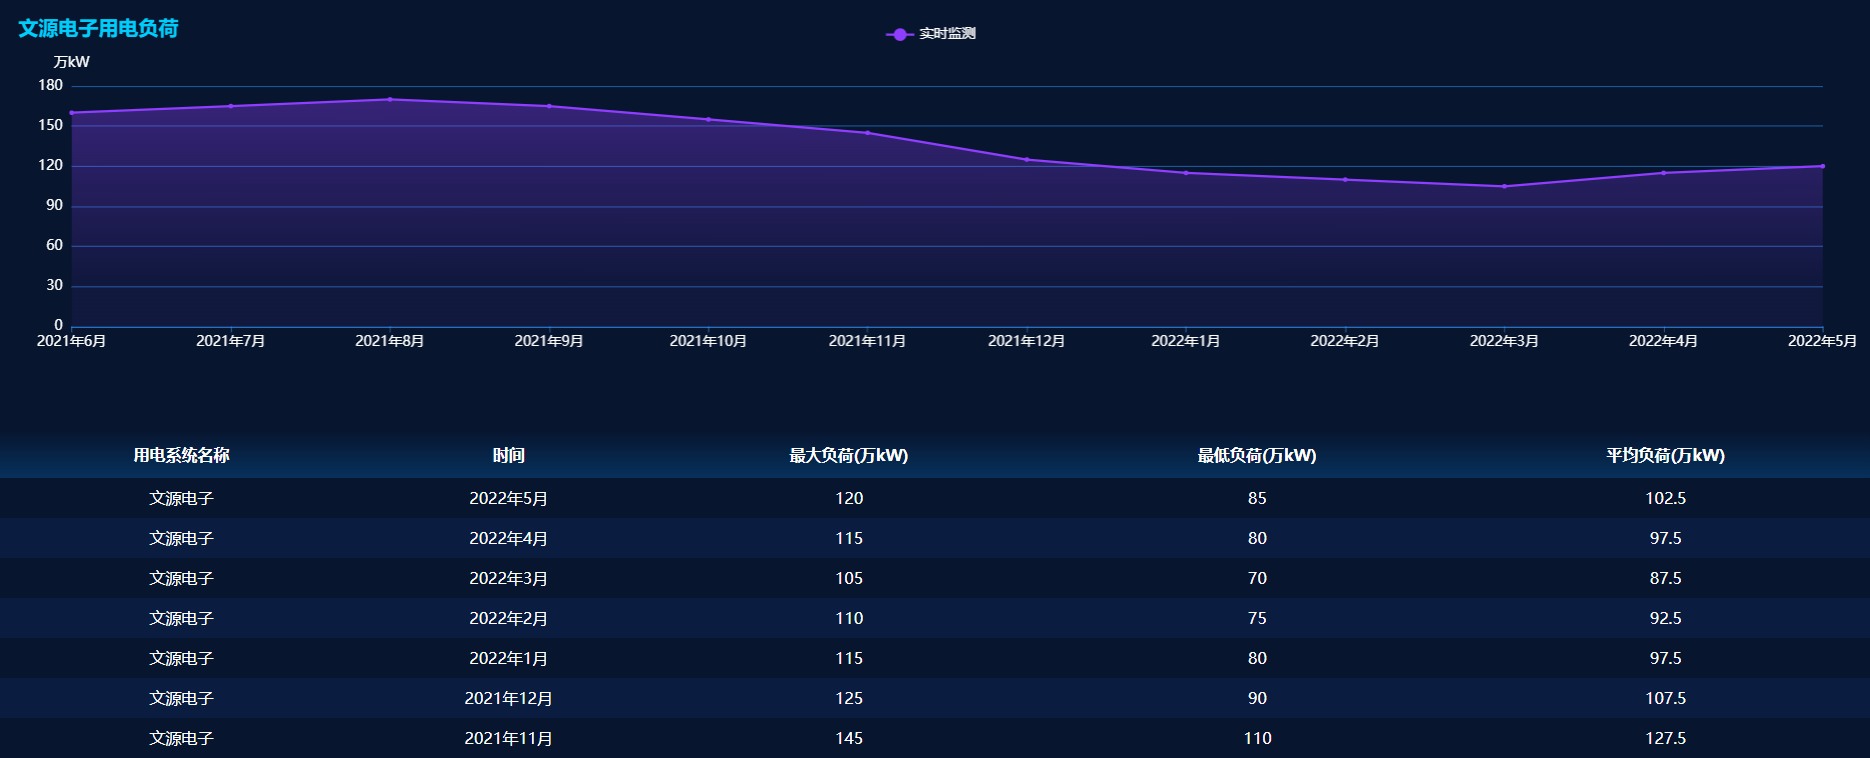 文源电子用电负荷
实时监测
万kW
180
150
120
90
60
30
0
2021年6月 2021年7月 2021年8月 2021年9月 2021年10月 2021年11月 2021年12月 2022年1月 2022年2月 2022年3月 2022年4月 2022年5月
用电系统名称 时间 最大负荷(万kW) 最低负荷(万kW) 平均负荷(万kW)
文源电子 2022年5月 120 85 102.5
文源电子 2022年4月 115 80 97.5
文源电子 2022年3月 105 70 87.5
文源电子 2022年2月 110 75 92.5
文源电子 2022年1月 115 80 97.5
文源电子 2021年12月 125 90 107.5
文源电子 2021年11月 145 110 127.5